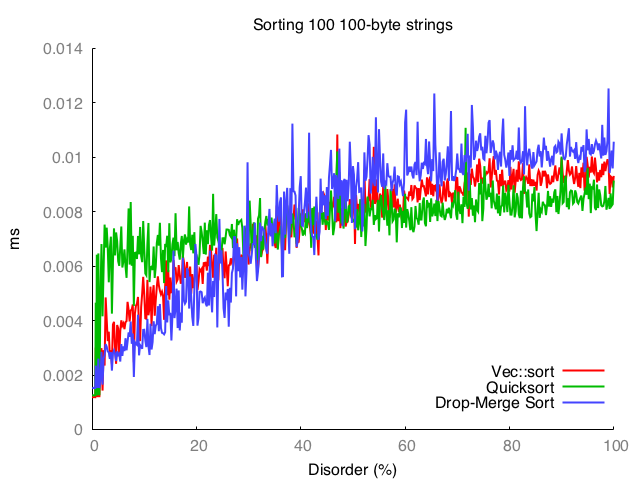 Sorting 100 100-byte strings
0.014
0.012
0.01
0.008
0.006
0.004
0.002
0
ms
Vec::sort
Quicksort
Drop-Merge Sort
0 20 40 60 80 100
Disorder (%)